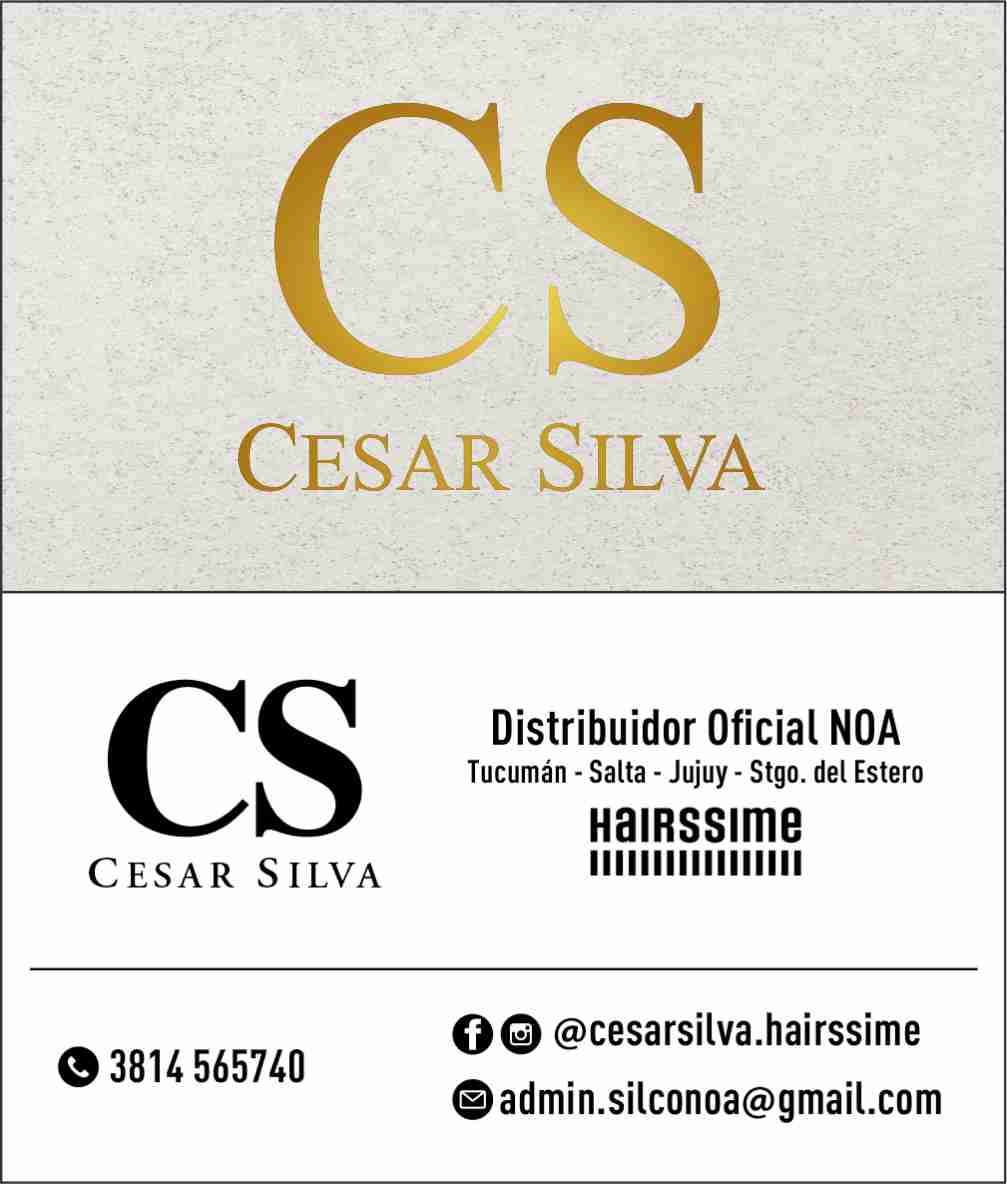 CS
CESAR SILVA
CS
CESAR SILVA
Distribuidor Oficial NOA
Tucumán - Salta - Jujuy - Stgo. del Estero
HAIRSSIME
3814 565740
@cesarsilva.hairssime
admin.silconoa@gmail.com